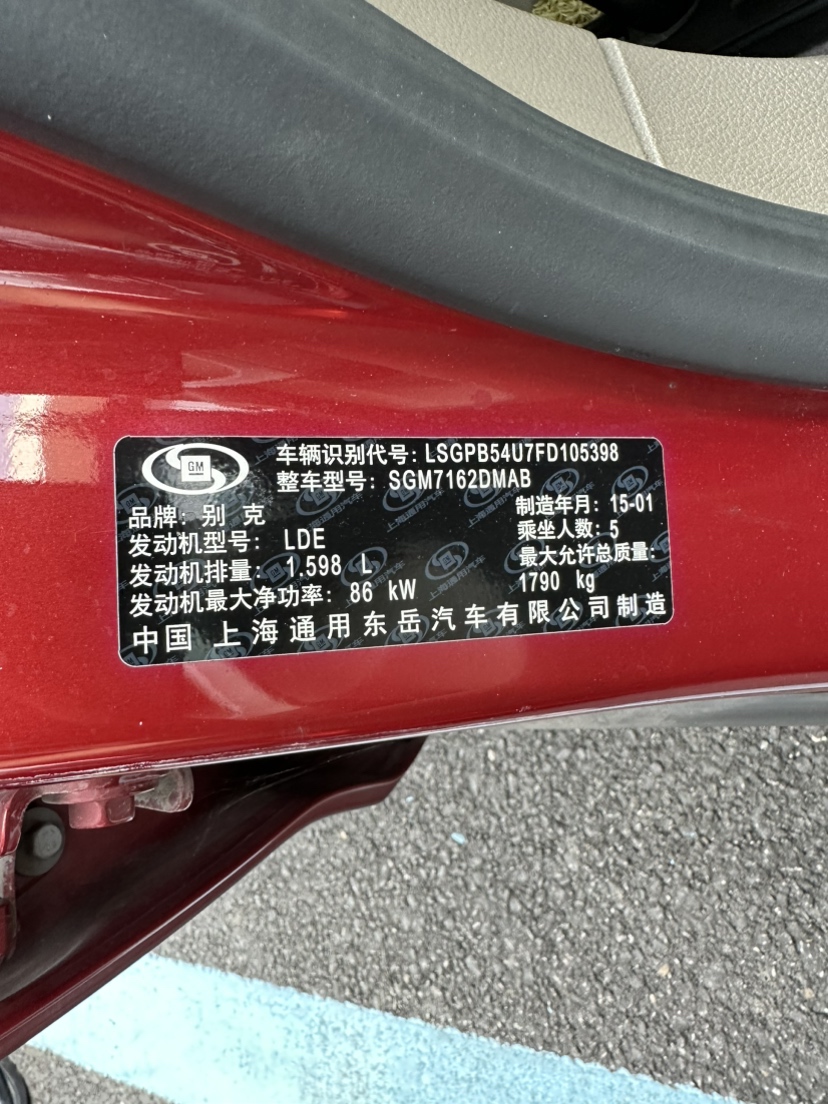 GM
车辆识别代号: LSGPB54U7FD105398
整车型号: SGM7162DMAB
品牌: 别 克
制造年月: 15-01
发动机型号: LDE
乘坐人数: 5
发动机排量: 1.598 L
最大允许总质量:
1790 kg
发动机最大净功率: 86 kW
中国 上海通用东岳汽车有限公司制造